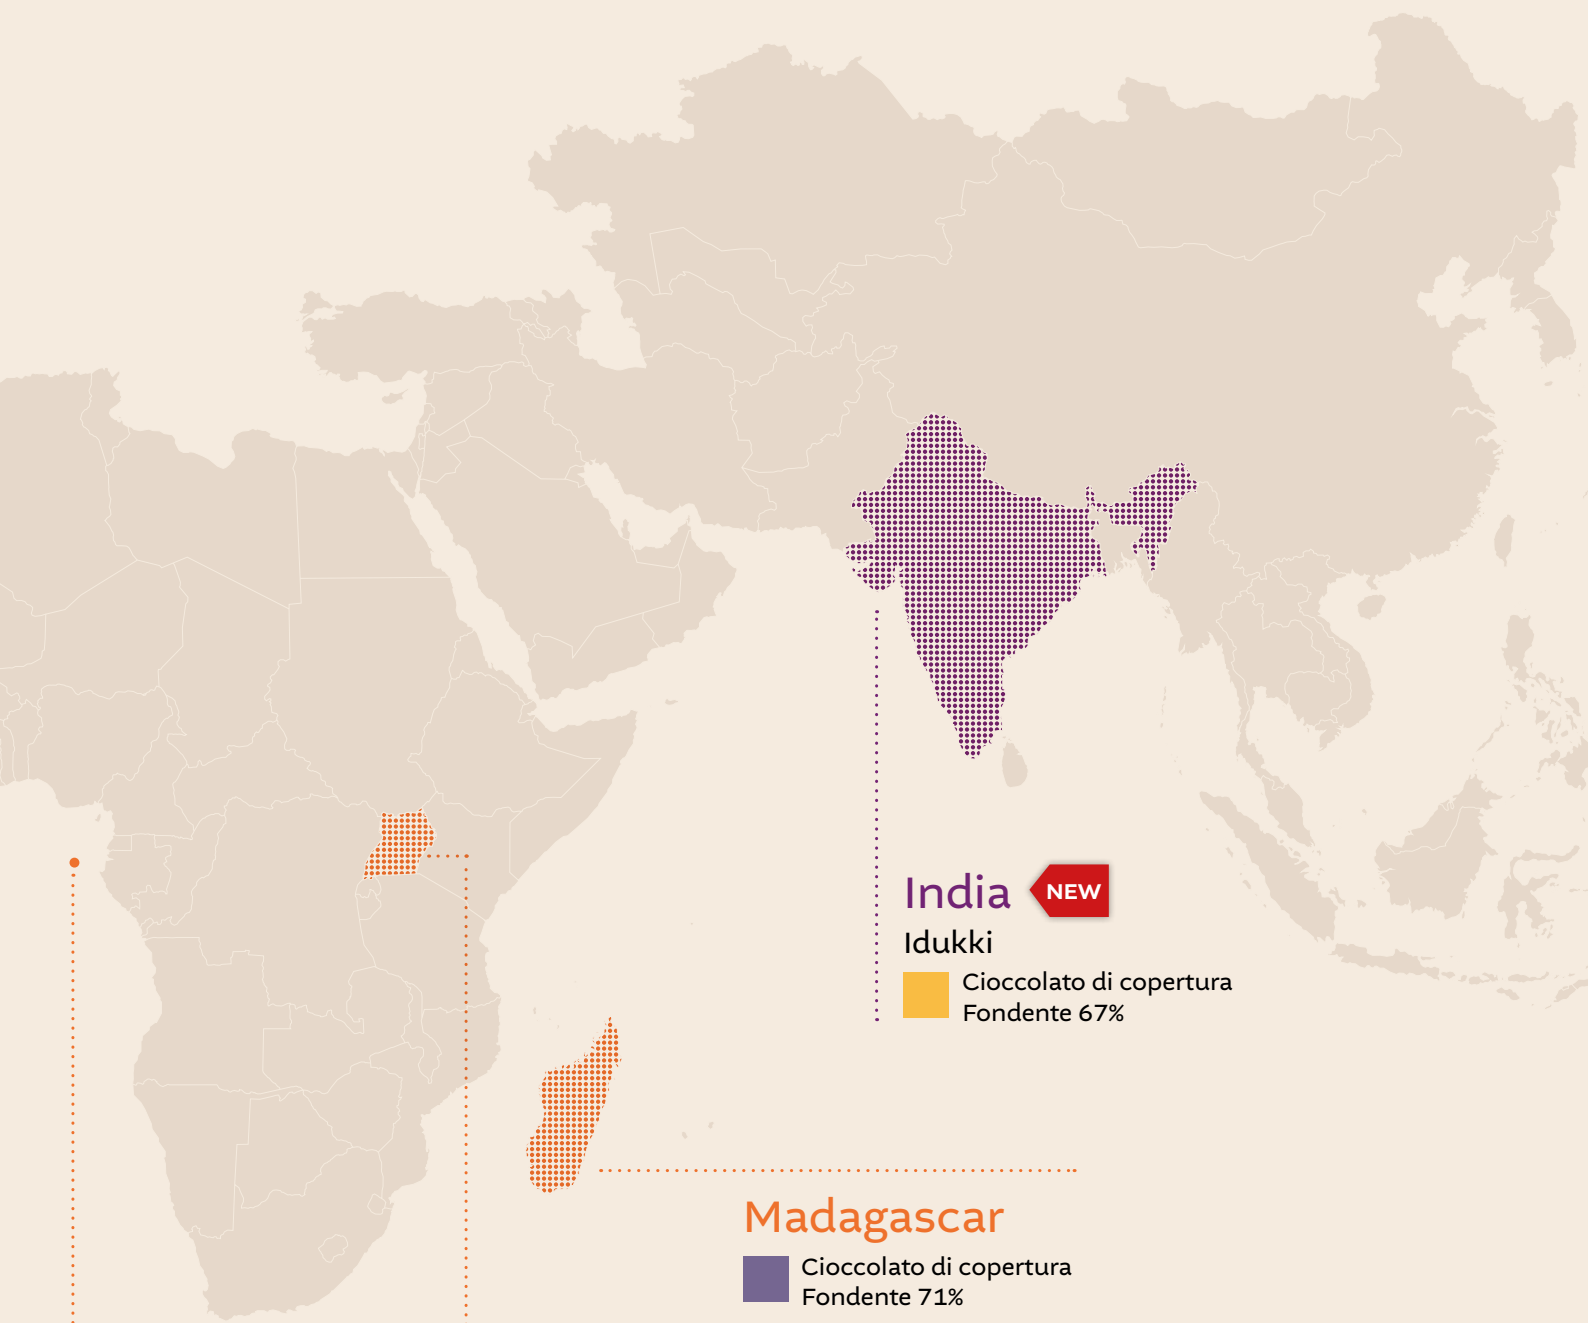 India
NEW
Idukki
Cioccolato di copertura
Fondente 67%
Madagascar
Cioccolato di copertura
Fondente 71%